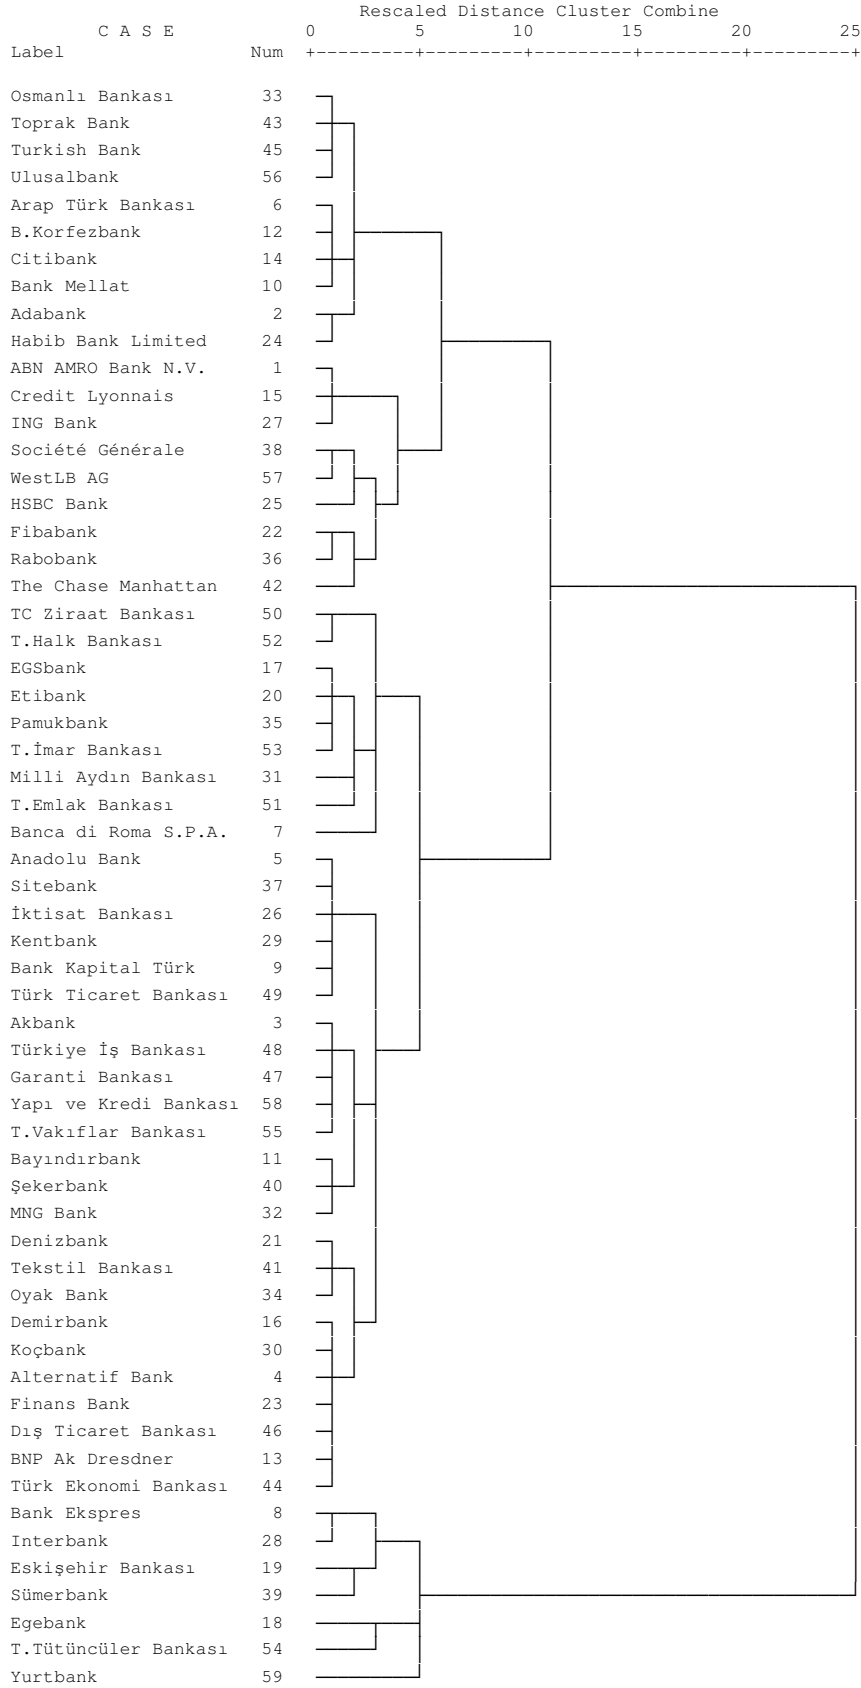 Rescaled Distance Cluster Combine
C A S E 0 5 10 15 20 25
Label Num +---------+---------+---------+---------+---------+
Osmanlı Bankası 33
Toprak Bank 43
Turkish Bank 45
Ulusalbank 56
Arap Türk Bankası 6
B.Korfezbank 12
Citibank 14
Bank Mellat 10
Adabank 2
Habib Bank Limited 24
ABN AMRO Bank N.V. 1
Credit Lyonnais 15
ING Bank 27
Société Générale 38
WestLB AG 57
HSBC Bank 25
Fibabank 22
Rabobank 36
The Chase Manhattan 42
TC Ziraat Bankası 50
T.Halk Bankası 52
EGSbank 17
Etibank 20
Pamukbank 35
T.İmar Bankası 53
Milli Aydın Bankası 31
T.Emlak Bankası 51
Banca di Roma S.P.A. 7
Anadolu Bank 5
Sitebank 37
İktisat Bankası 26
Kentbank 29
Bank Kapital Türk 9
Türk Ticaret Bankası 49
Akbank 3
Türkiye İş Bankası 48
Garanti Bankası 47
Yapı ve Kredi Bankası 58
T.Vakıflar Bankası 55
Bayındırbank 11
Şekerbank 40
MNG Bank 32
Denizbank 21
Tekstil Bankası 41
Oyak Bank 34
Demirbank 16
Koçbank 30
Alternatif Bank 4
Finans Bank 23
Dış Ticaret Bankası 46
BNP Ak Dresdner 13
Türk Ekonomi Bankası 44
Bank Ekspres 8
Interbank 28
Eskişehir Bankası 19
Sümerbank 39
Egebank 18
T.Tütüncüler Bankası 54
Yurtbank 59